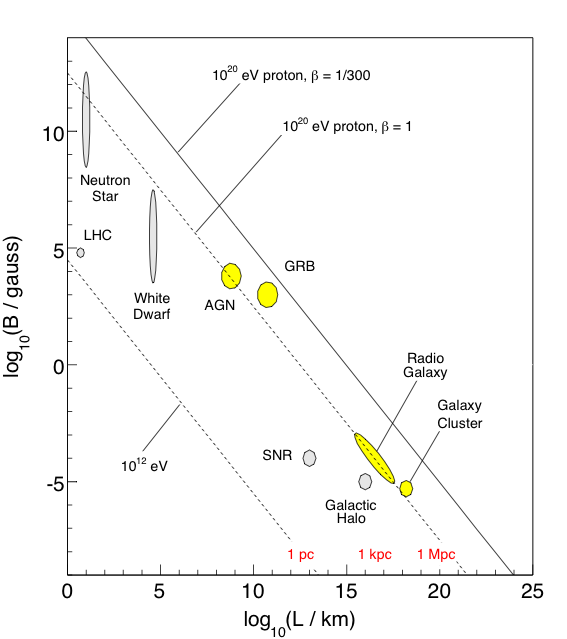 10²⁰ eV proton, β = 1/300
10²⁰ eV proton, β = 1
10
Neutron
Star
LHC
5
GRB
White
Dwarf
AGN
log₁₀(B / gauss)
0
Radio
Galaxy
Galaxy
Cluster
SNR
10¹² eV
-5
Galactic
Halo
1 pc
1 kpc
1 Mpc
0
5
10
15
20
25
log₁₀(L / km)